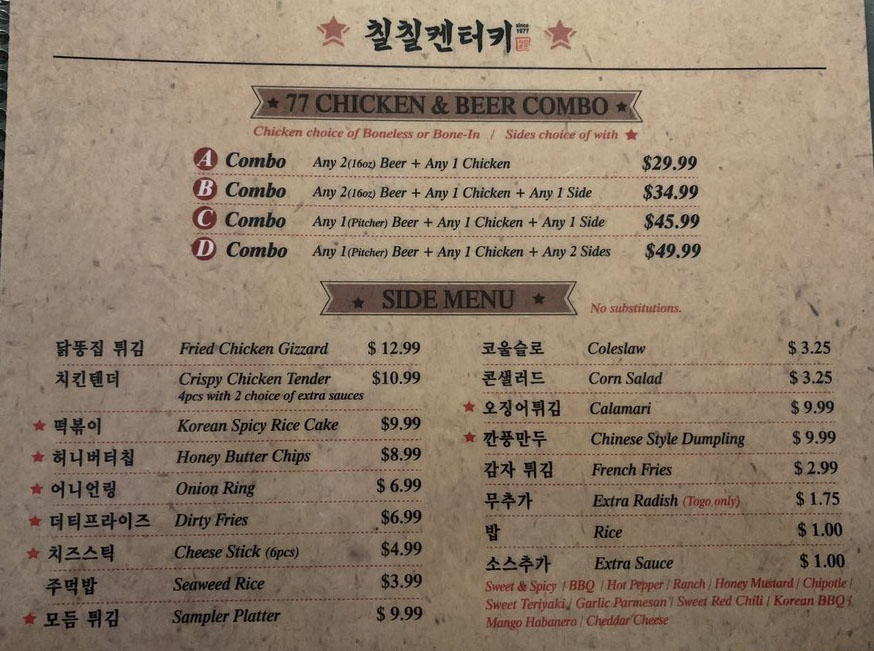 칠칠켄터키 since 1977
77 CHICKEN & BEER COMBO
Chicken choice of Boneless or Bone-In / Sides choice of with ★
A Combo Any 2(16oz) Beer + Any 1 Chicken $29.99
B Combo Any 2(16oz) Beer + Any 1 Chicken + Any 1 Side $34.99
C Combo Any 1(Pitcher) Beer + Any 1 Chicken + Any 1 Side $45.99
D Combo Any 1(Pitcher) Beer + Any 1 Chicken + Any 2 Sides $49.99
SIDE MENU No substitutions.
닭똥집 튀김 Fried Chicken Gizzard $ 12.99
치킨텐더 Crispy Chicken Tender $10.99
4pcs with 2 choice of extra sauces
★ 떡볶이 Korean Spicy Rice Cake $9.99
★ 허니버터칩 Honey Butter Chips $8.99
★ 어니언링 Onion Ring $ 6.99
★ 더티프라이즈 Dirty Fries $6.99
★ 치즈스틱 Cheese Stick (6pcs) $4.99
주먹밥 Seaweed Rice $3.99
★ 모듬 튀김 Sampler Platter $ 9.99
코울슬로 Coleslaw $ 3.25
콘샐러드 Corn Salad $ 3.25
★ 오징어튀김 Calamari $ 9.99
★ 깐풍만두 Chinese Style Dumpling $ 9.99
감자 튀김 French Fries $ 2.99
무추가 Extra Radish (Togo only) $ 1.75
밥 Rice $ 1.00
소스추가 Extra Sauce $ 1.00
Sweet & Spicy / BBQ / Hot Pepper / Ranch / Honey Mustard / Chipotle /
Sweet Teriyaki / Garlic Parmesan / Sweet Red Chili / Korean BBQ /
Mango Habanero / Cheddar Cheese